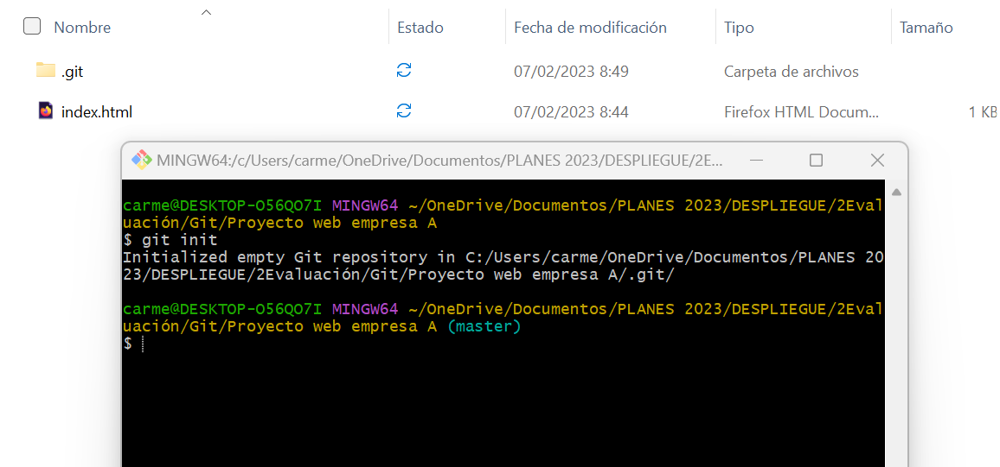 Nombre Estado Fecha de modificación Tipo Tamaño
.git 07/02/2023 8:49 Carpeta de archivos
index.html 07/02/2023 8:44 Firefox HTML Docum... 1 KB
MINGW64:/c/Users/carme/OneDrive/Documentos/PLANES 2023/DESPLIEGUE/2E...
carme@DESKTOP-O56QO7I MINGW64 ~/OneDrive/Documentos/PLANES 2023/DESPLIEGUE/2Eval
uación/Git/Proyecto web empresa A
$ git init
Initialized empty Git repository in C:/Users/carme/OneDrive/Documentos/PLANES 20
23/DESPLIEGUE/2Evaluación/Git/Proyecto web empresa A/.git/
carme@DESKTOP-O56QO7I MINGW64 ~/OneDrive/Documentos/PLANES 2023/DESPLIEGUE/2Eval
uación/Git/Proyecto web empresa A (master)
$